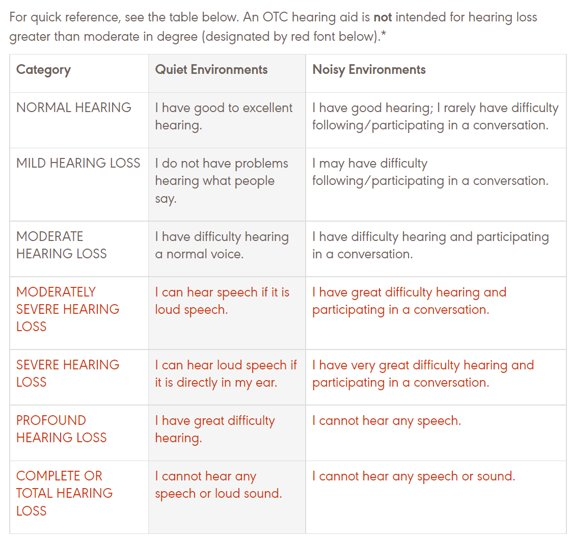 For quick reference, see the table below. An OTC hearing aid is not intended for hearing loss
greater than moderate in degree (designated by red font below).*
Category
Quiet Environments
Noisy Environments
NORMAL HEARING
I have good to excellent
hearing.
I have good hearing; I rarely have difficulty
following/participating in a conversation.
MILD HEARING LOSS
I do not have problems
hearing what people
say.
I may have difficulty
following/participating in a conversation.
MODERATE
HEARING LOSS
I have difficulty hearing
a normal voice.
I have difficulty hearing and participating
in a conversation.
MODERATELY
SEVERE HEARING
LOSS
I can hear speech if it is
loud speech.
I have great difficulty hearing and
participating in a conversation.
SEVERE HEARING
LOSS
I can hear loud speech if
it is directly in my ear.
I have very great difficulty hearing and
participating in a conversation.
PROFOUND
HEARING LOSS
I have great difficulty
hearing.
I cannot hear any speech.
COMPLETE OR
TOTAL HEARING
LOSS
I cannot hear any
speech or loud sound.
I cannot hear any speech or sound.